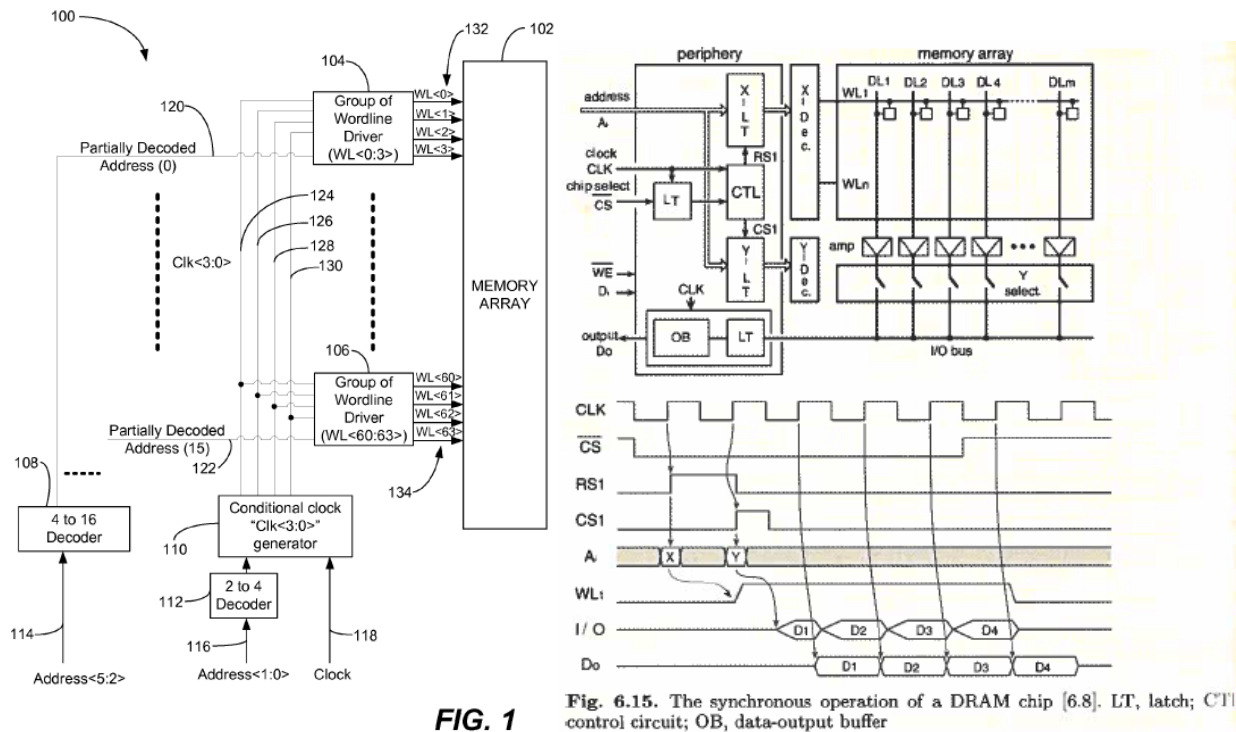 100
120
Partially Decoded
Address (0)
104
Group of
Wordline
Driver
(WL<0:3>)
WL<0>
WL<1>
WL<2>
WL<3>
132
102
MEMORY
ARRAY
124
126
128
130
Clk<3:0>
106
Group of
Wordline
Driver
(WL<60:63>)
WL<60>
WL<61>
WL<62>
WL<63>
134
Partially Decoded
Address (15)
122
108
4 to 16
Decoder
110
Conditional clock
"Clk<3:0>"
generator
112
2 to 4
Decoder
114
116
118
Address<5:2>
Address<1:0>
Clock
FIG. 1
periphery
memory array
address
Ai
clock
CLK
chip select
CS
LT
X-LT
RS1
CTL
CS1
Y-LT
X-Dec.
Y-Dec.
WL1
WLn
DL1
DL2
DL3
DL4
DLm
amp
Y
select.
WE
Di
CLK
output
Do
OB
LT
I/O bus
CLK
CS
RS1
CS1
Ai
X
Y
WL1
I/O
D1
D2
D3
D4
Do
D1
D2
D3
D4
Fig. 6.15. The synchronous operation of a DRAM chip [6.8]. LT, latch; CTl
control circuit; OB, data-output buffer